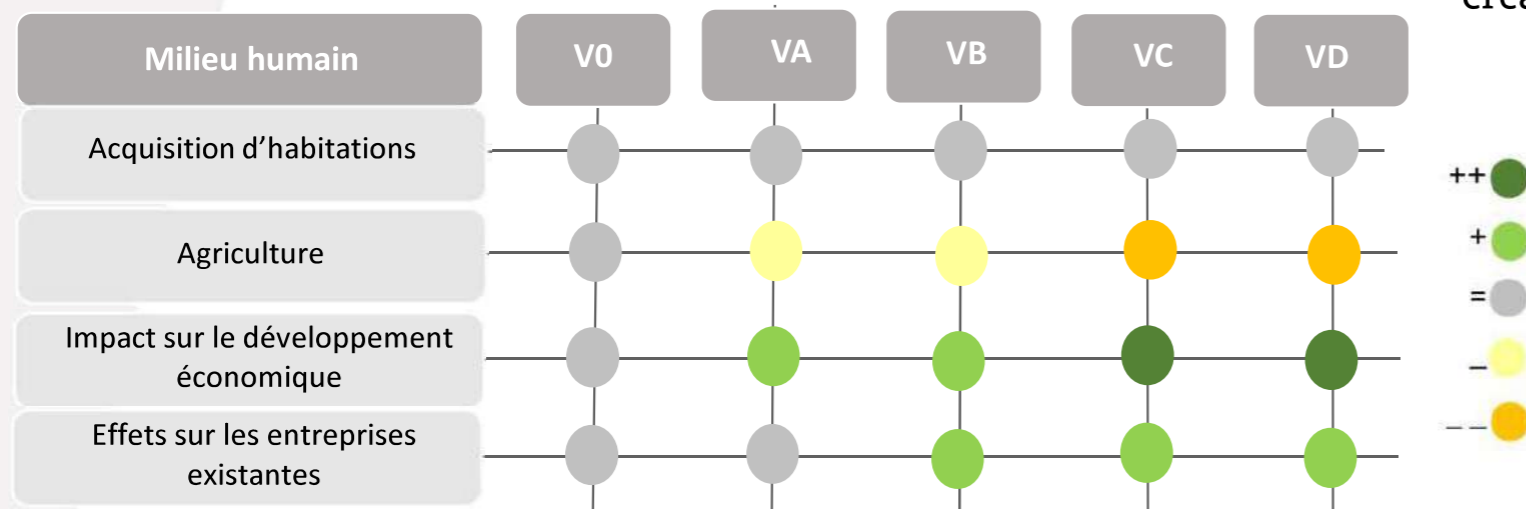 Milieu humain V0 VA VB VC VD
Acquisition d'habitations
Agriculture
Impact sur le développement
économique
Effets sur les entreprises
existantes
++
+
=
–
– –